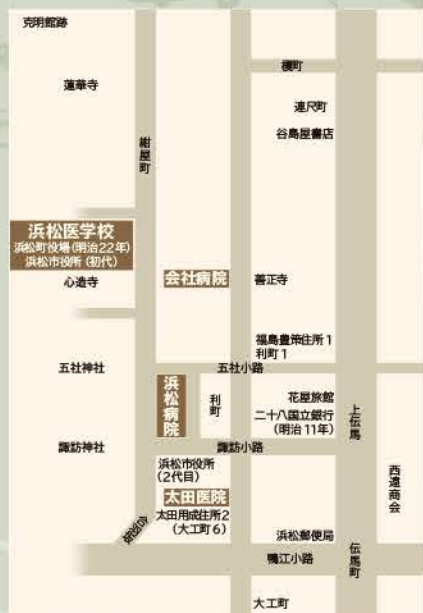 克明館跡
榎町
蓮華寺
連尺町
谷島屋書店
紺屋町
浜松医学校
浜松町役場(明治22年)
浜松市役所(初代)
心造寺
会社病院
善正寺
福島豊策住所1
利町1
五社神社
五社小路
浜松病院
利町
花屋旅館
二十八国立銀行
(明治11年)
上伝馬
諏訪神社
諏訪小路
浜松市役所
(2代目)
西遠商会
太田医院
太田用成住所2
(大工町6)
浜松郵便局
鴨江小路
伝馬町
大工町